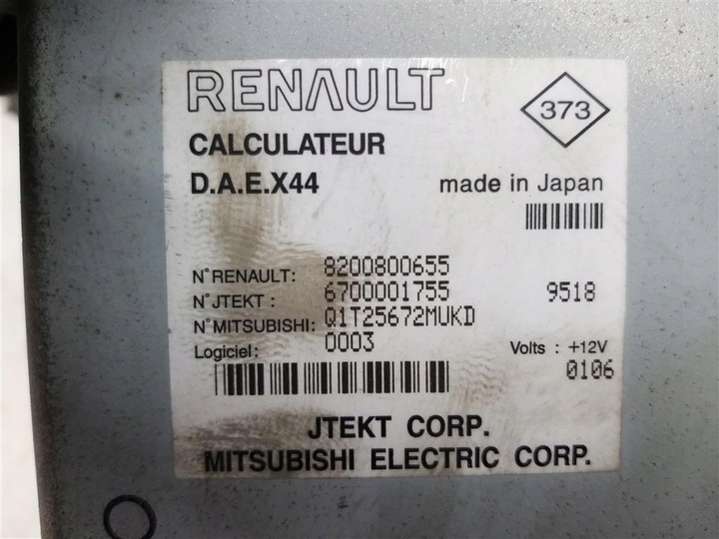 RENAULT
373
CALCULATEUR
D.A.E.X44 made in Japan
N°RENAULT: 8200800655
N°JTEKT : 6700001755 9518
N°MITSUBISHI: Q1T25672MUKD
Logiciel: 0003 Volts : +12V
0106
JTEKT CORP.
MITSUBISHI ELECTRIC CORP.